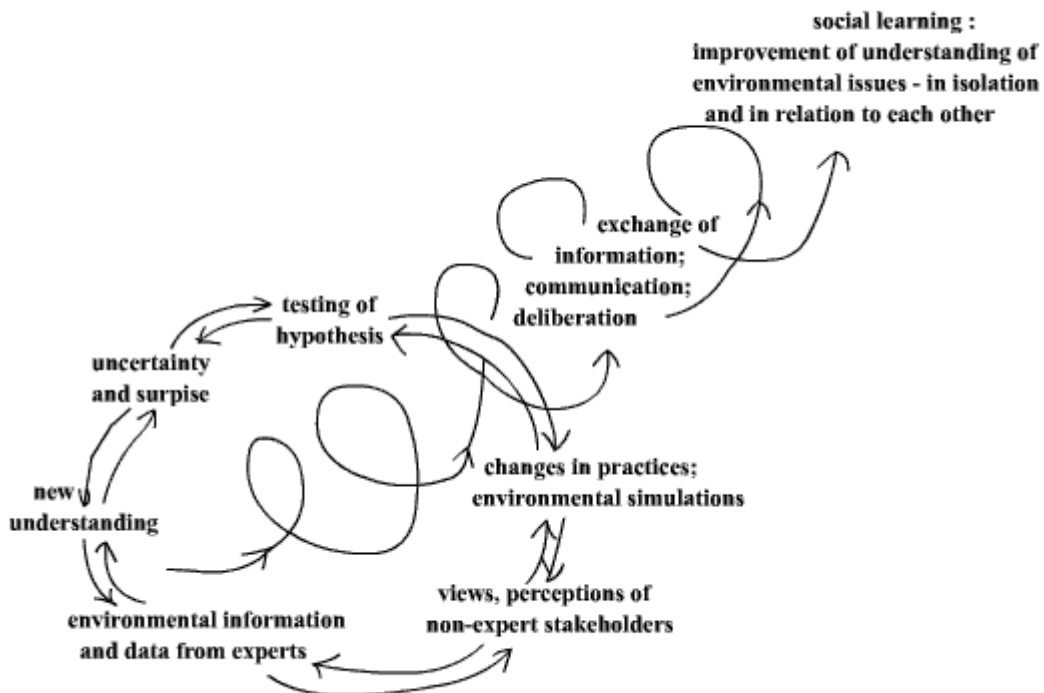 social learning :
improvement of understanding of
environmental issues - in isolation
and in relation to each other
exchange of
information;
communication;
deliberation
testing of
hypothesis
uncertainty
and surpise
changes in practices;
environmental simulations
new
understanding
views, perceptions of
non-expert stakeholders
environmental information
and data from experts